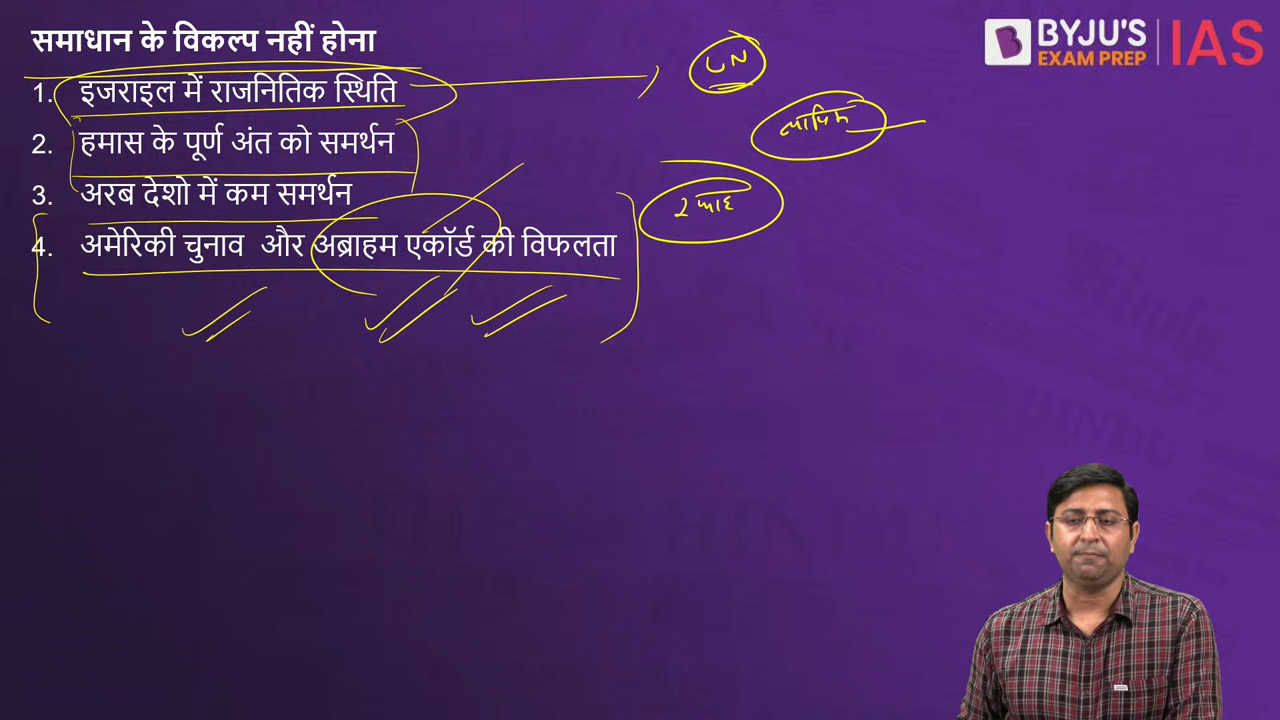 समाधान के विकल्प नहीं होना
1. इजराइल में राजनितिक स्थिति
2. हमास के पूर्ण अंत को समर्थन
3. अरब देशो में कम समर्थन
4. अमेरिकी चुनाव और अब्राहम एकॉर्ड की विफलता
UN
2
BYJU'S
EXAM PREP
IAS